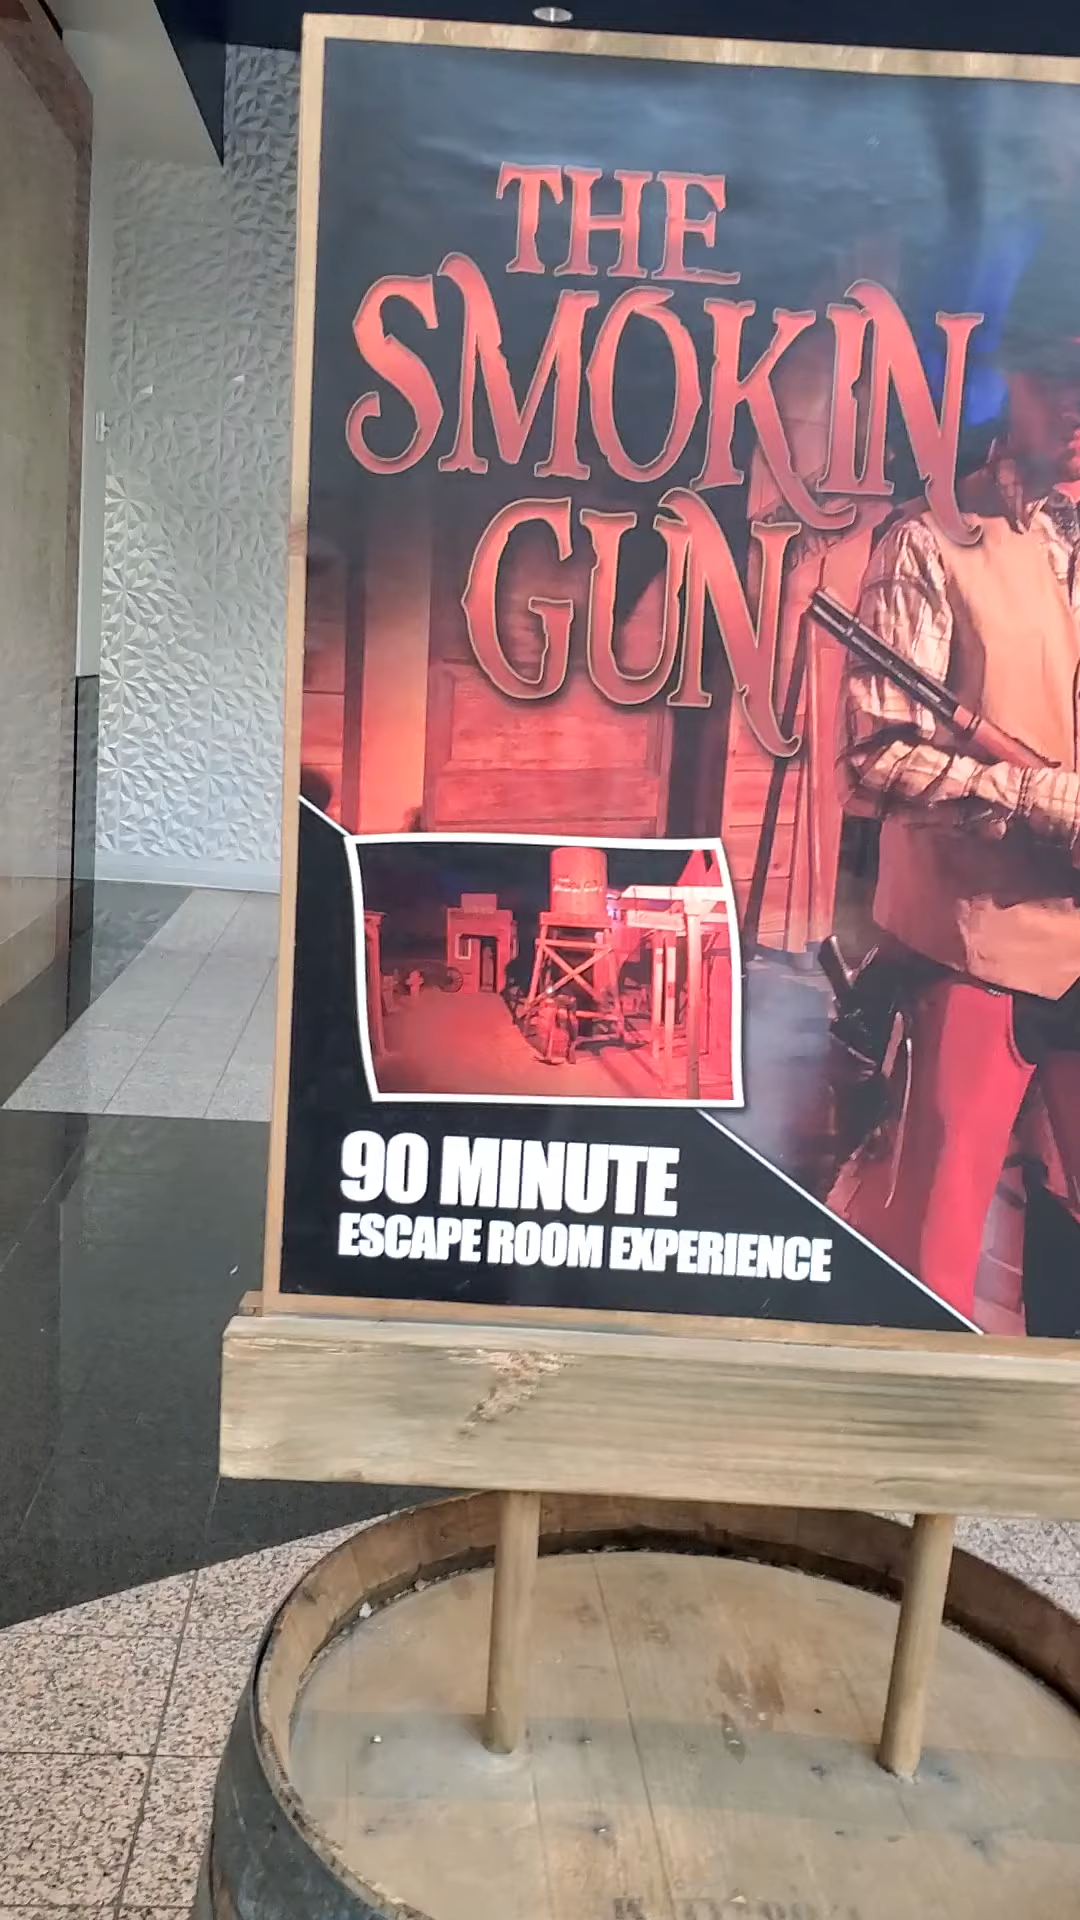 THE
SMOKIN
GUN
90 MINUTE
ESCAPE ROOM EXPERIENCE